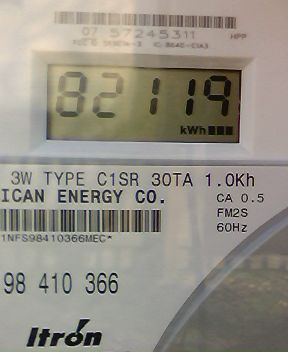 07 57245311 HPP
82119
kWh
3W TYPE C1SR 30TA 1.0Kh
ICAN ENERGY CO. CA 0.5
FM2S
60Hz
1NFS98410366MEC*
98 410 366
Itron